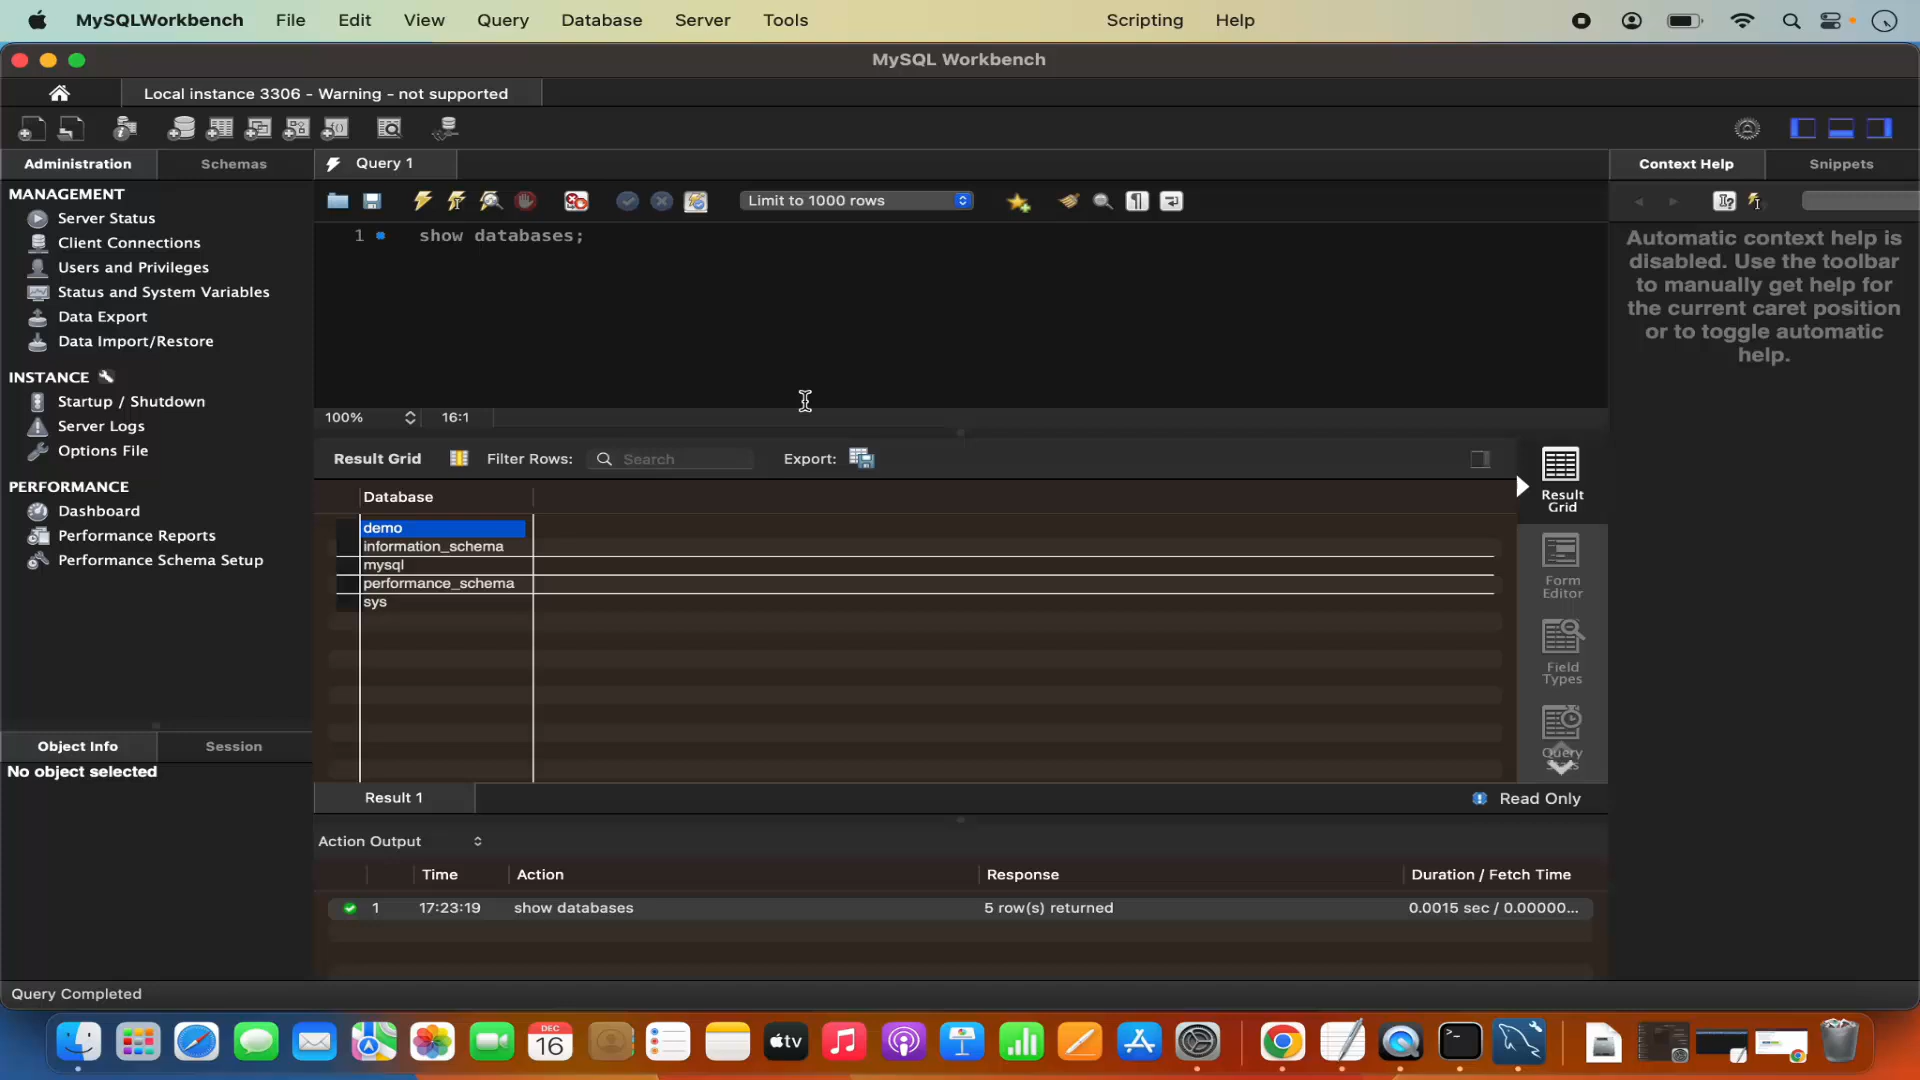 MySQLWorkbench File Edit View Query Database Server Tools Scripting Help
MySQL Workbench
Local instance 3306 - Warning - not supported
Administration Schemas
Query 1
Context Help Snippets
MANAGEMENT
Server Status
Client Connections
Users and Privileges
Status and System Variables
Data Export
Data Import/Restore
INSTANCE
Startup / Shutdown
Server Logs
Options File
PERFORMANCE
Dashboard
Performance Reports
Performance Schema Setup
Object Info Session
No object selected
Limit to 1000 rows
1 show databases;
100% 16:1
Result Grid Filter Rows: Search Export:
Database
demo
information_schema
mysql
performance_schema
sys
Result
Grid
Form
Editor
Field
Types
Query
Stats
Result 1 Read Only
Action Output
Time Action Response Duration / Fetch Time
1 17:23:19 show databases 5 row(s) returned 0.0015 sec / 0.00000...
Automatic context help is
disabled. Use the toolbar
to manually get help for
the current caret position
or to toggle automatic
help.
Query Completed
DEC
16
tv